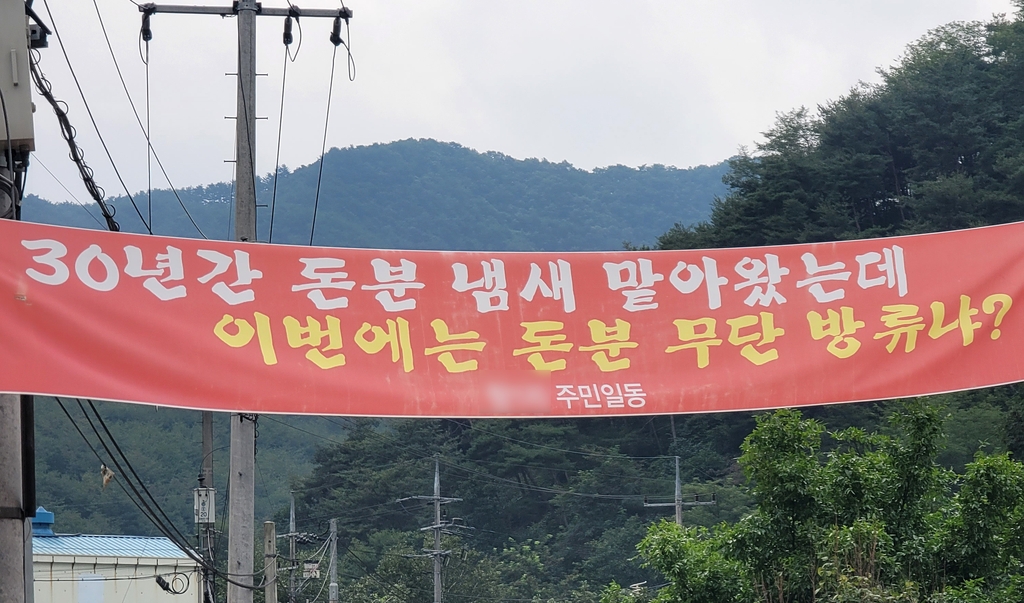 30년간 돈분 냄새 맡아왔는데
이번에는 돈분 무단 방류냐?
주민일동